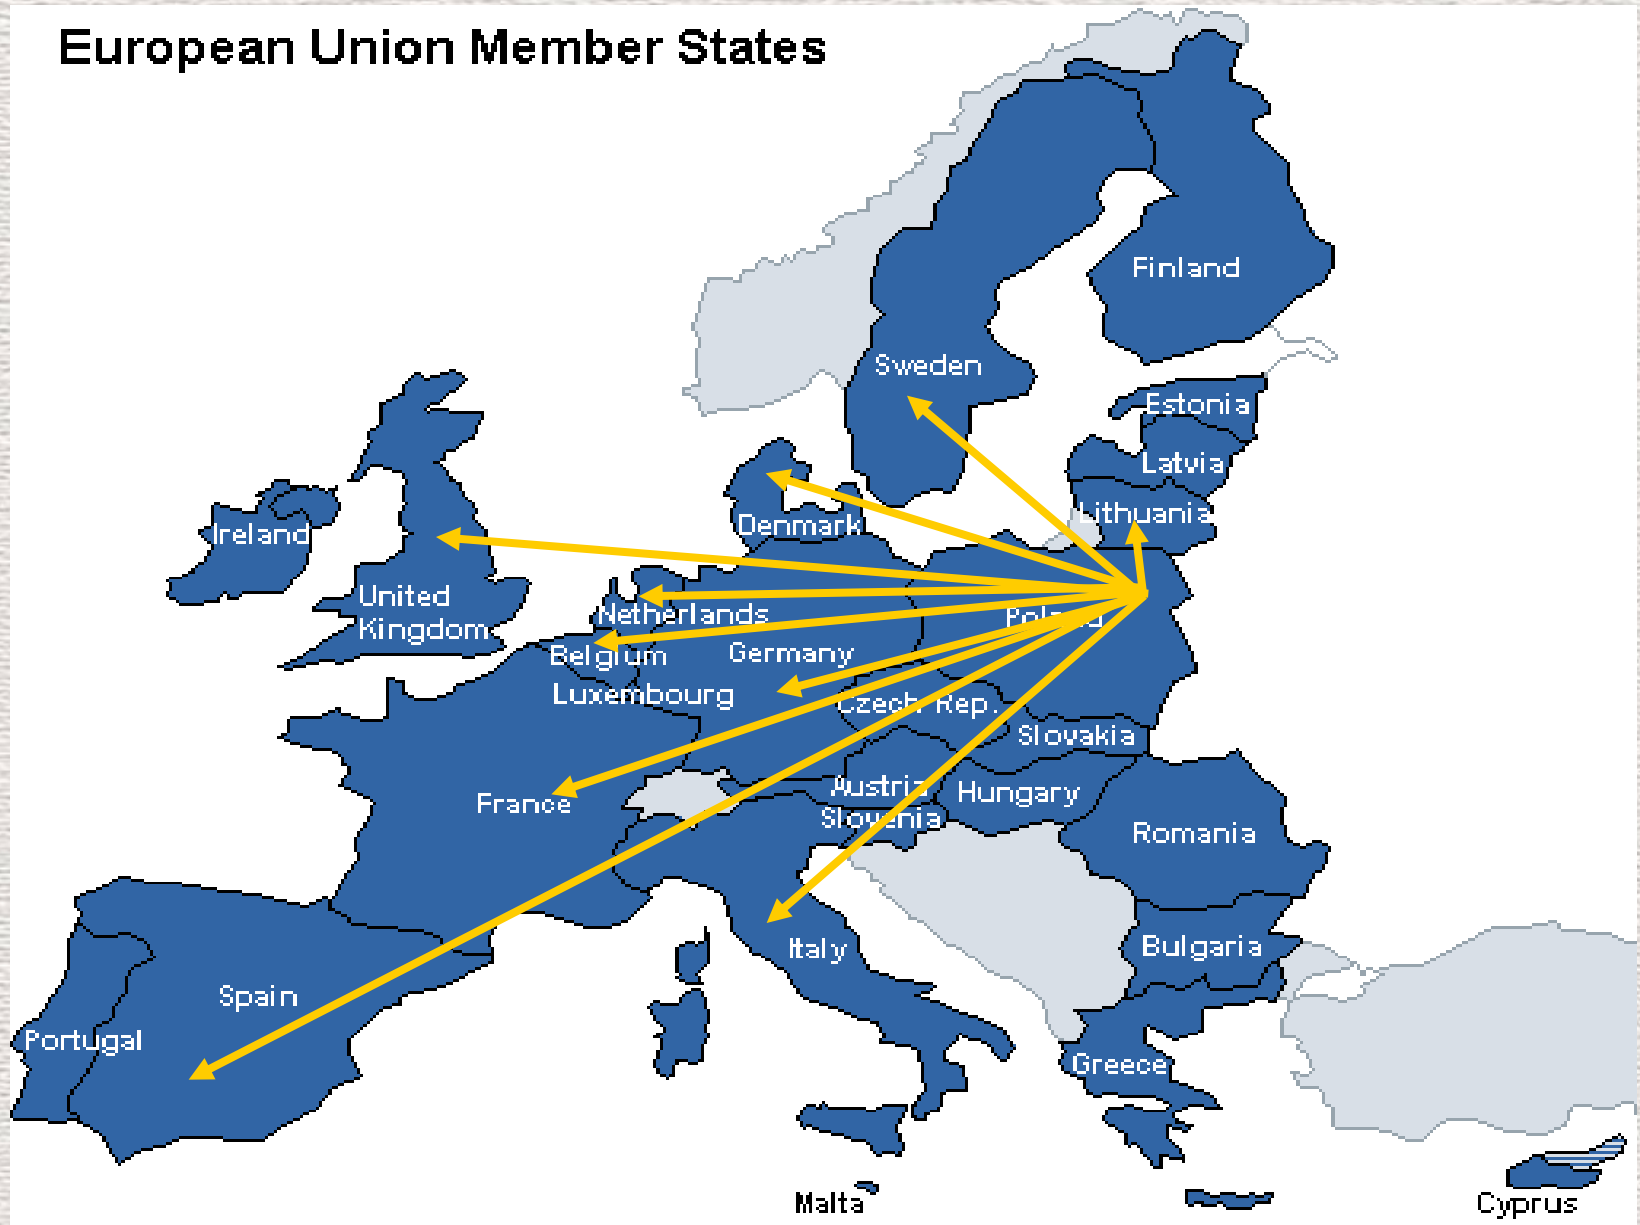 European Union Member States
Finland
Sweden
Estonia
Latvia
Lithuania
Denmark
Ireland
United
Kingdom
Netherlands
Poland
Belgium
Germany
Luxembourg
Czech Rep.
Slovakia
Austria
Hungary
France
Slovenia
Romania
Italy
Bulgaria
Spain
Portugal
Greece
Malta
Cyprus